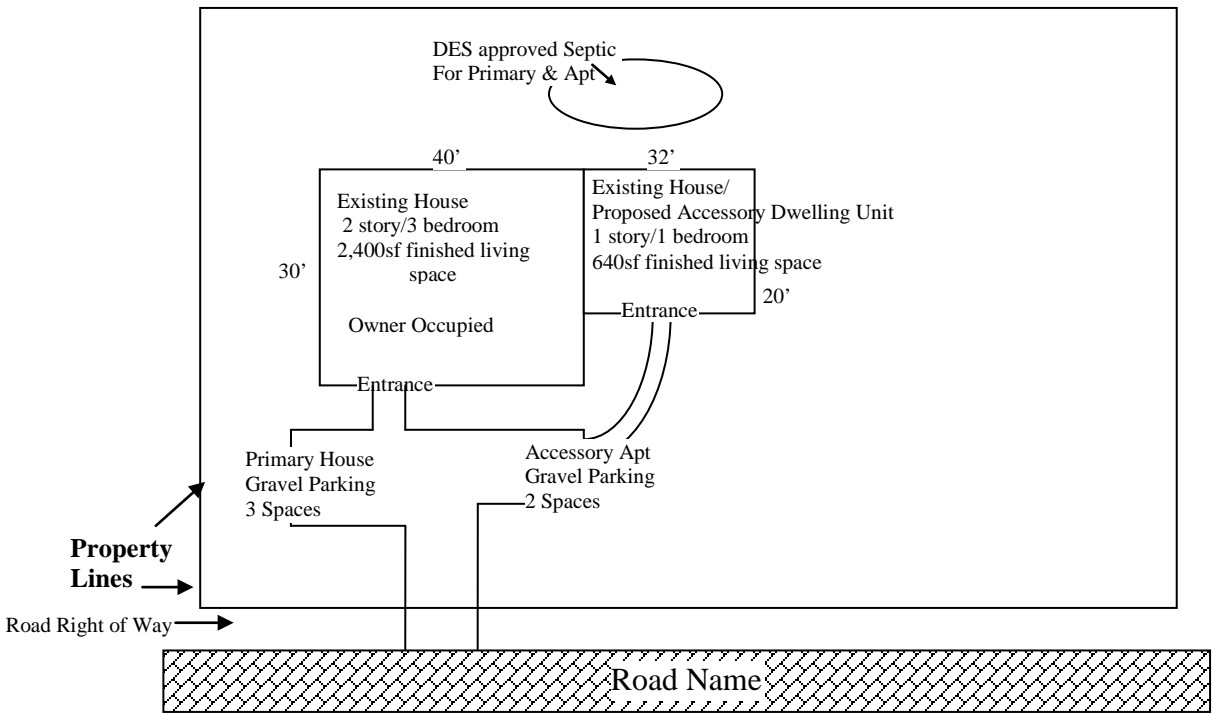 DES approved Septic
For Primary & Apt
40’
32’
Existing House
2 story/3 bedroom
2,400sf finished living
space
Owner Occupied
Entrance
30’
Existing House/
Proposed Accessory Dwelling Unit
1 story/1 bedroom
640sf finished living space
20’
Entrance
Primary House
Gravel Parking
3 Spaces
Accessory Apt
Gravel Parking
2 Spaces
Property
Lines
Road Right of Way
Road Name